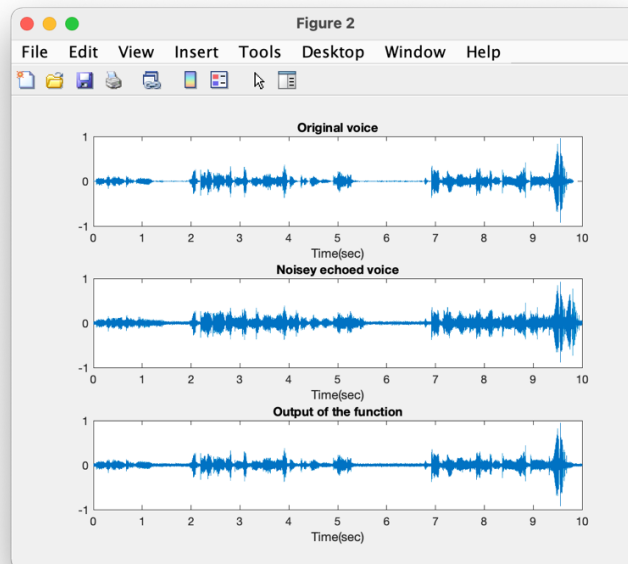 Figure 2
File Edit View Insert Tools Desktop Window Help
Original voice
1
0
-1
0 1 2 3 4 5 6 7 8 9 10
Time(sec)
Noisey echoed voice
1
0
-1
0 1 2 3 4 5 6 7 8 9 10
Time(sec)
Output of the function
1
0
-1
0 1 2 3 4 5 6 7 8 9 10
Time(sec)